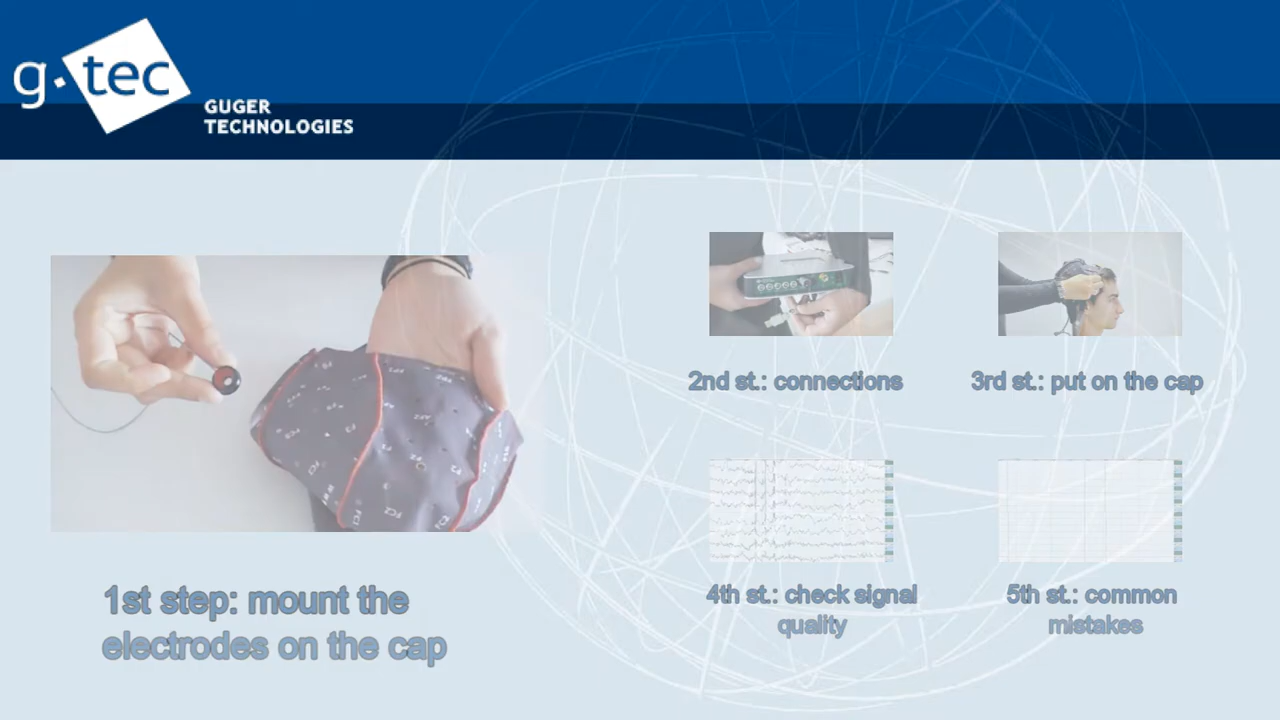 g.tec
GUGER
TECHNOLOGIES
2nd st.: connections
3rd st.: put on the cap
1st step: mount the
electrodes on the cap
4th st.: check signal
quality
5th st.: common
mistakes